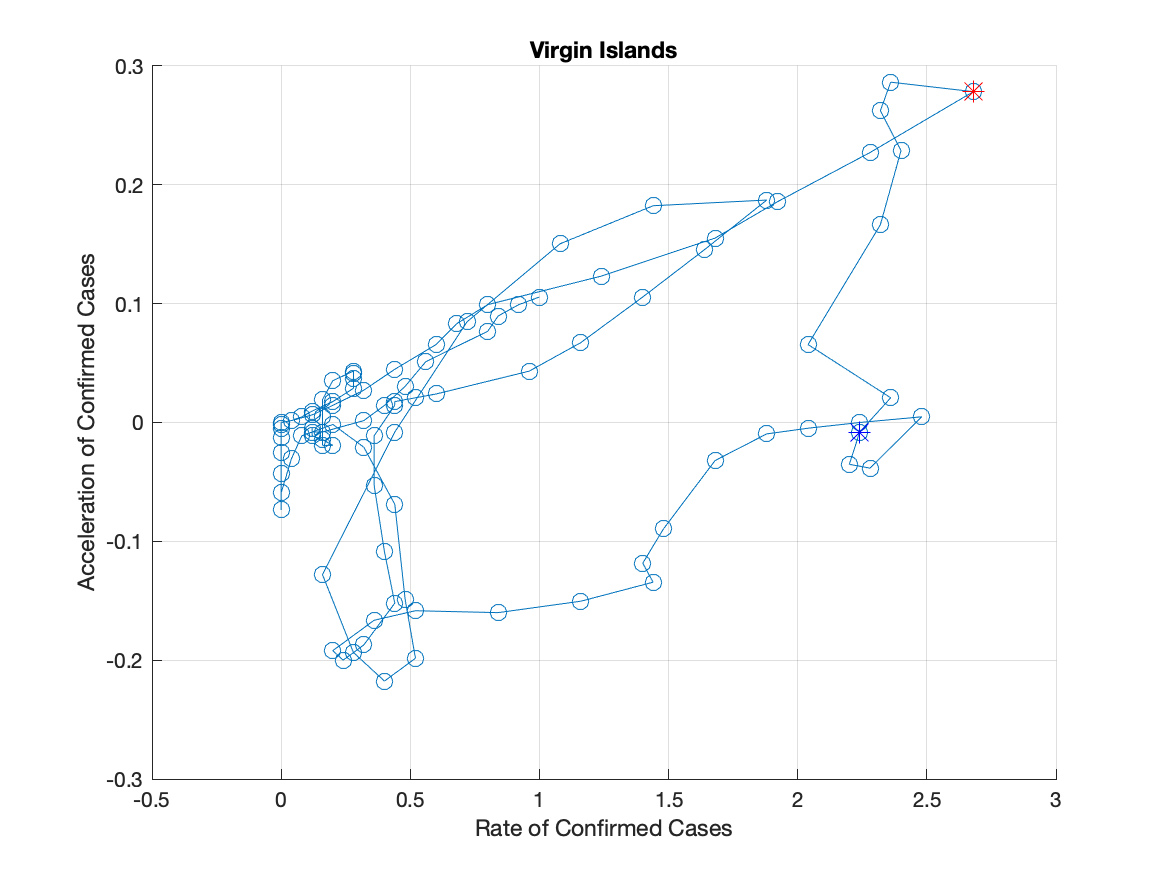 Virgin Islands
0.3
0.2
0.1
0
-0.1
-0.2
-0.3
Acceleration of Confirmed Cases
-0.5 0 0.5 1 1.5 2 2.5 3
Rate of Confirmed Cases